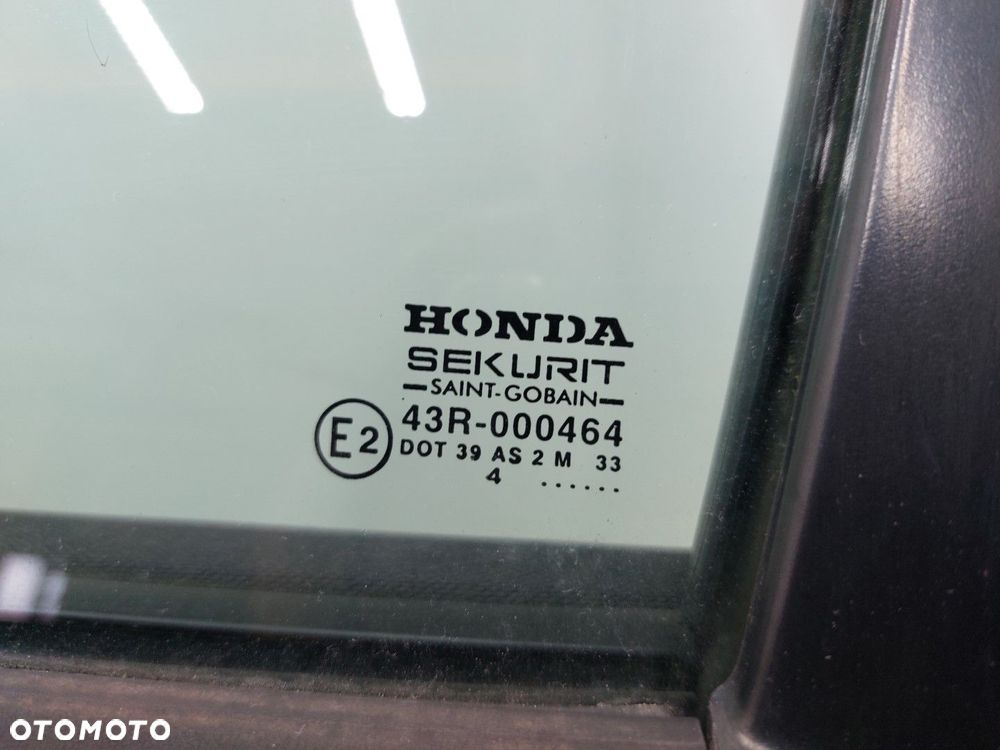 HONDA
SEKURIT
SAINT-GOBAIN
E2 43R-000464
DOT 39 AS 2 M 33
4 ......
OTOMOTO